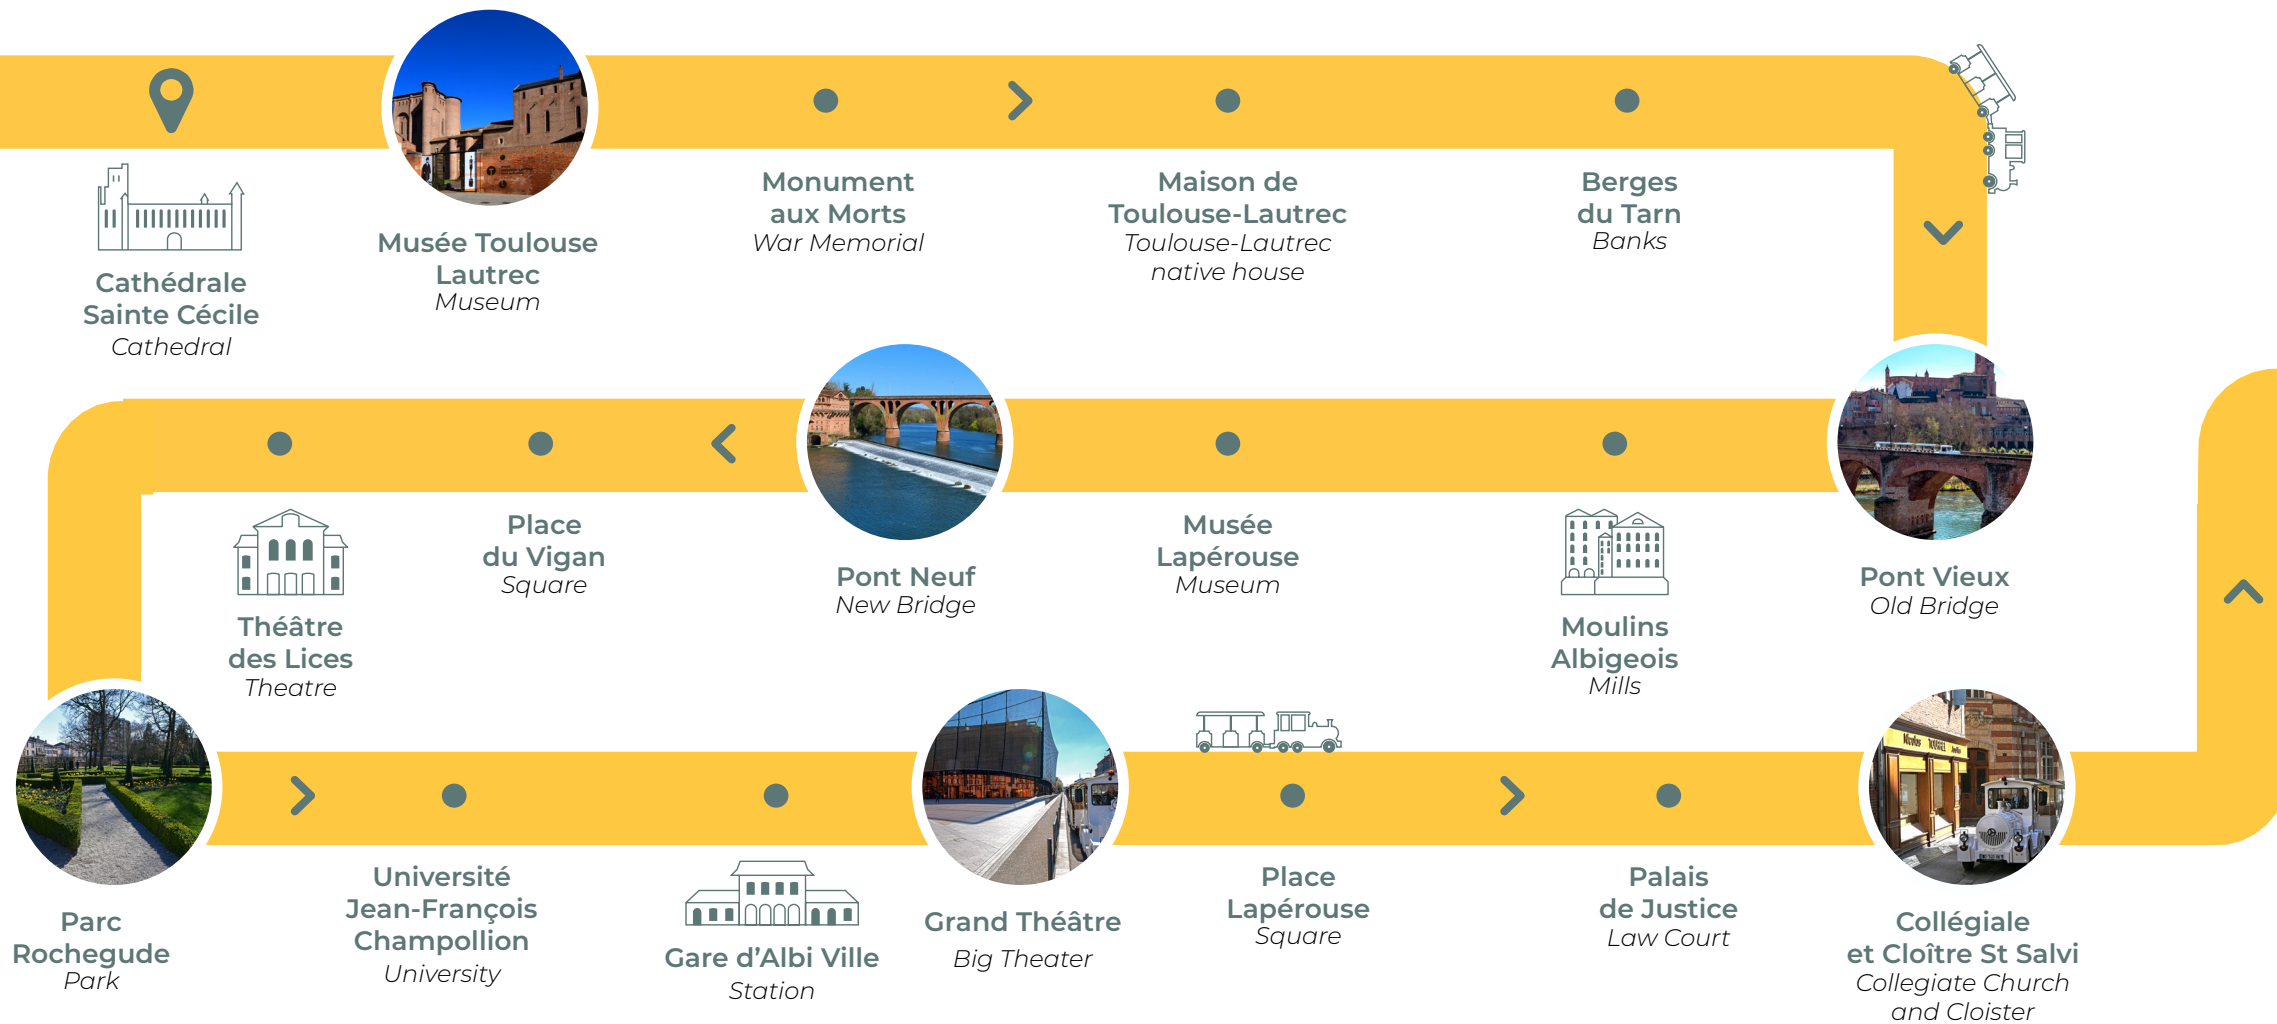 Cathédrale
Sainte Cécile
Cathedral
Musée Toulouse
Lautrec
Museum
Monument
aux Morts
War Memorial
Maison de
Toulouse-Lautrec
Toulouse-Lautrec
native house
Berges
du Tarn
Banks
Pont Vieux
Old Bridge
Moulins
Albigeois
Mills
Musée
Lapérouse
Museum
Pont Neuf
New Bridge
Place
du Vigan
Square
Théâtre
des Lices
Theatre
Parc
Rochegude
Park
Université
Jean-François
Champollion
University
Gare d’Albi Ville
Station
Grand Théâtre
Big Theater
Place
Lapérouse
Square
Palais
de Justice
Law Court
Nicolas
Collégiale
et Cloître St Salvi
Collegiate Church
and Cloister